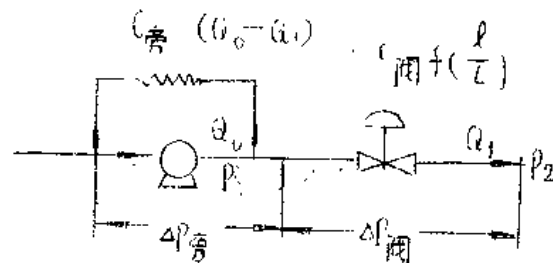 C旁 (Q₀-Q₁)
C阀 f(l/L)
Q₀
P₁
Q₁
P₂
ΔP旁
ΔP阀